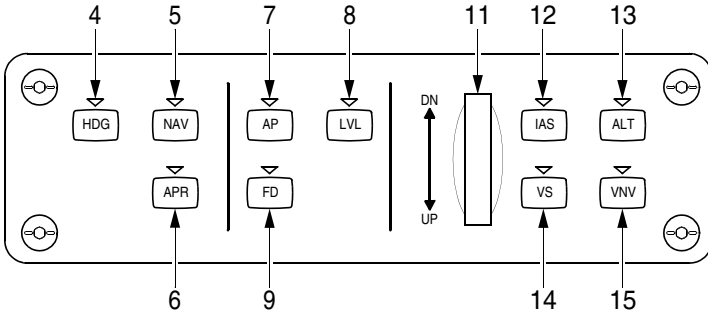 4 5 7 8 11 12 13
HDG NAV AP LVL DN IAS ALT
APR FD UP VS VNV
6 9 14 15